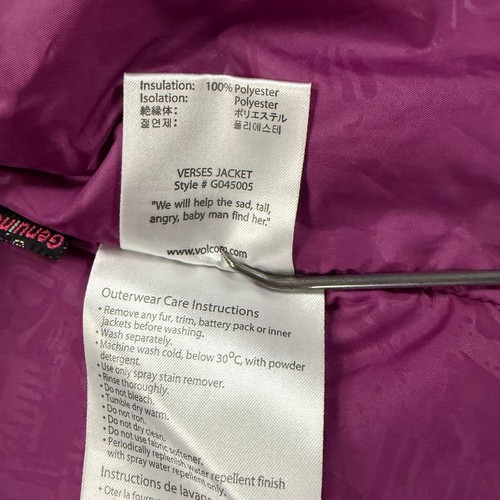 Insulation: 100% Polyester
Isolation: Polyester
絶縁体: ポリエステル
절연제: 폴리에스테
VERSES JACKET
Style # G045005
"We will help the sad, tall,
angry, baby man find her."
www.volcom.com
Genuine
Outerwear Care Instructions
• Remove any fur, trim, battery pack or inner
jackets before washing.
• Wash separately.
• Machine wash cold, below 30°C, with powder
detergent.
• Use only spray stain remover.
• Rinse thoroughly.
• Do not bleach.
• Tumble dry warm.
• Do not iron.
• Do not dry clean.
• Do not use fabric softener.
• Periodically replenish water repellent finish
with spray water repellent only.
Instructions de lavage
• Oter la fourrure